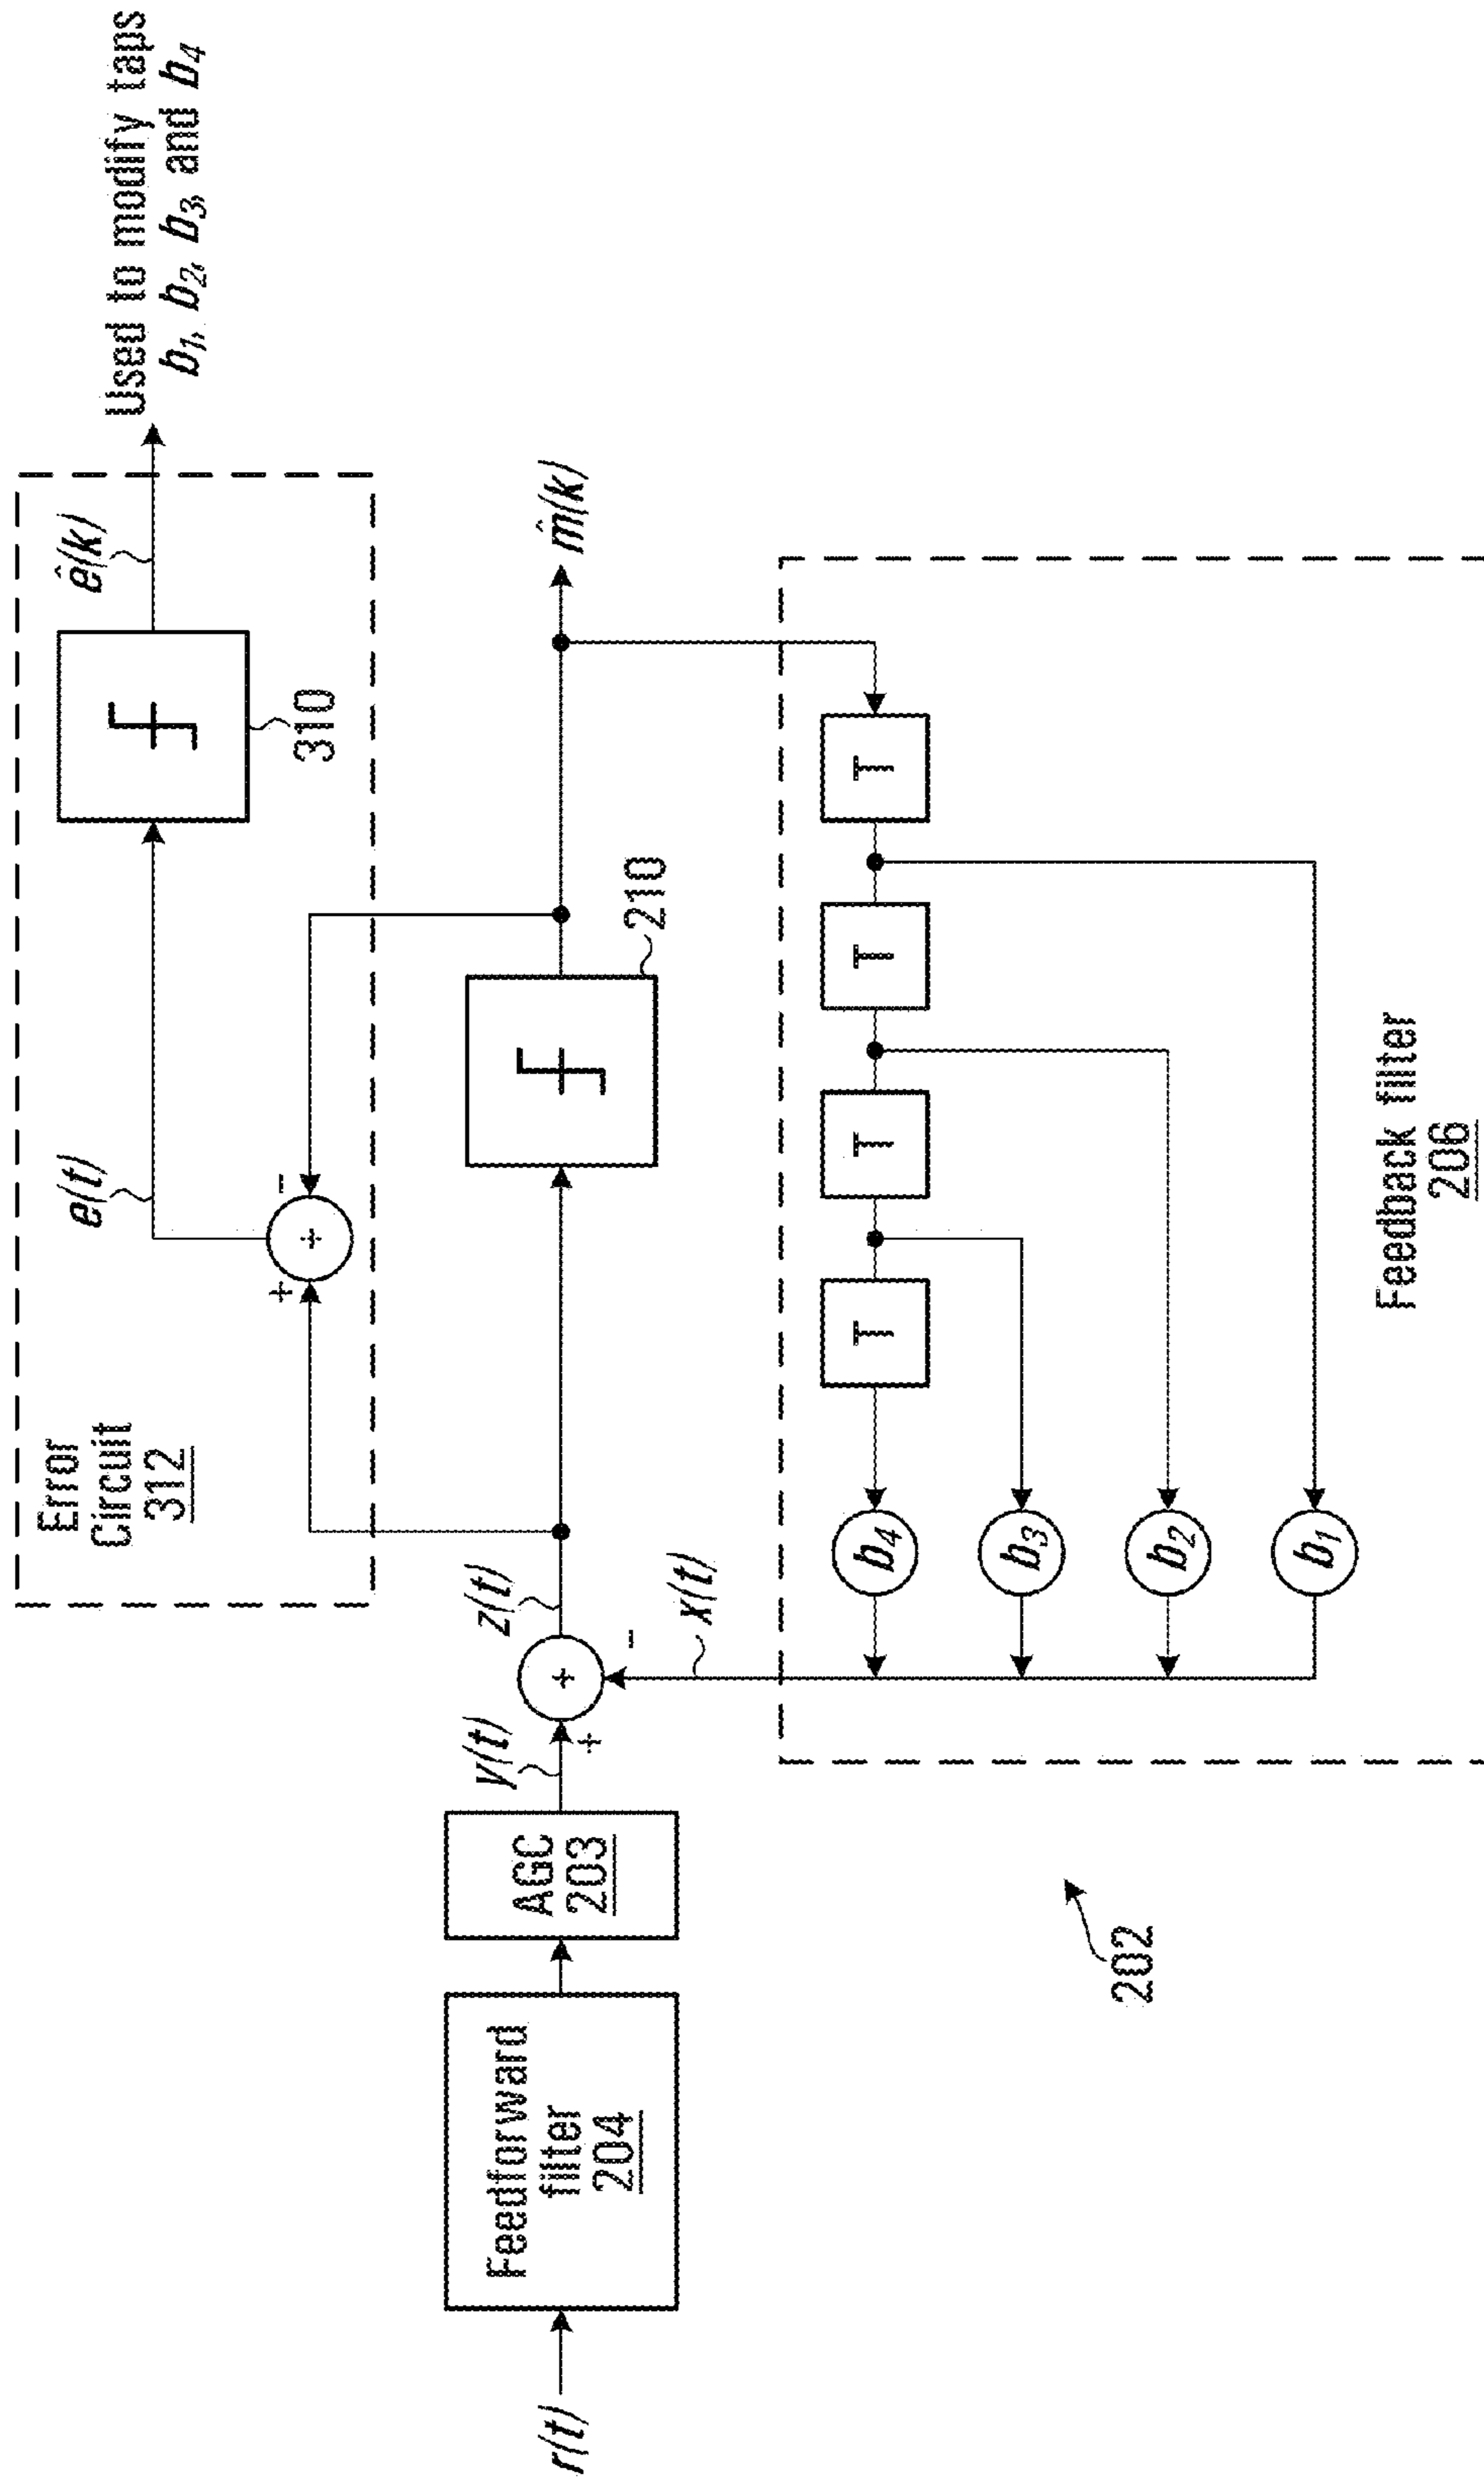 Error
Circuit
312
e(t)
ê(k)
Used to modify taps
b₁, b₂, b₃, and b₄
+
-
+
310
r(t)
Feedforward
filter
204
AGC
203
y(t)
+
+
-
z(t)
x(t)
210
m̂(k)
T
T
T
T
b₄
b₃
b₂
b₁
Feedback filter
206
202